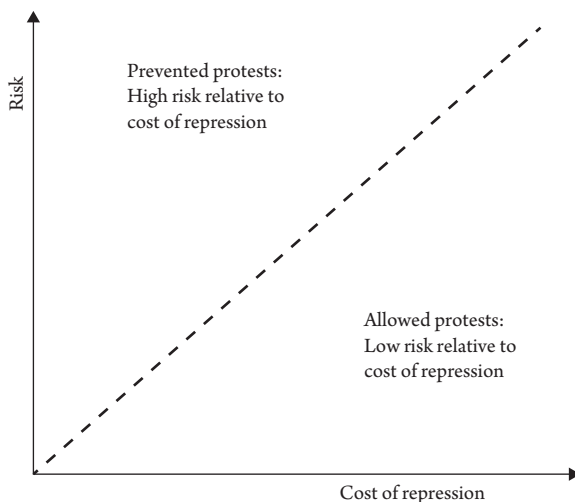 Risk
Prevented protests:
High risk relative to
cost of repression
Allowed protests:
Low risk relative to
cost of repression
Cost of repression